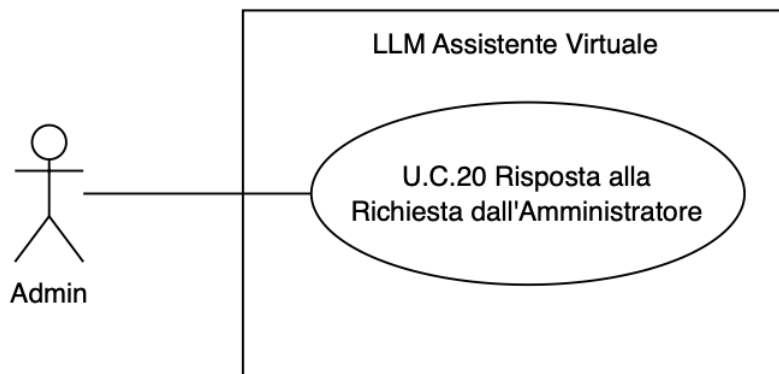 LLM Assistente Virtuale
U.C.20 Risposta alla
Richiesta dall'Amministratore
Admin